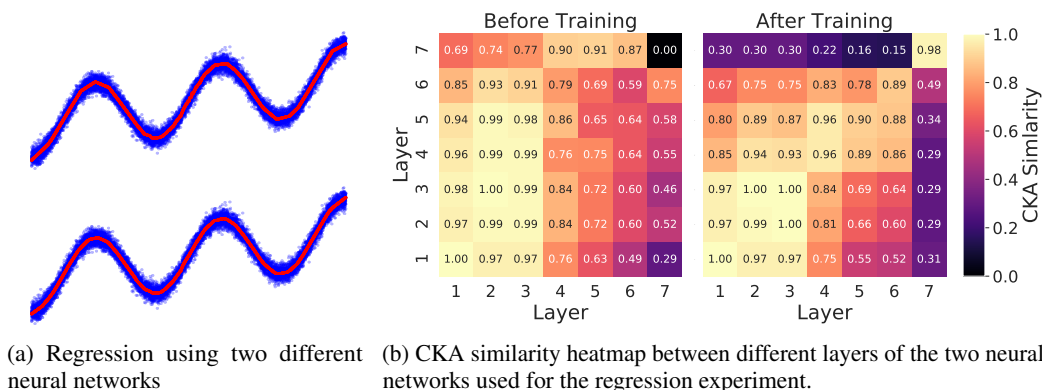 Before Training
After Training
7 0.69 0.74 0.77 0.90 0.91 0.87 0.00 0.30 0.30 0.30 0.22 0.16 0.15 0.98 1.0
6 0.85 0.93 0.91 0.79 0.69 0.59 0.75 0.67 0.75 0.75 0.83 0.78 0.89 0.49 0.8
5 0.94 0.99 0.98 0.86 0.65 0.64 0.58 0.80 0.89 0.87 0.96 0.90 0.88 0.34 0.6
4 0.96 0.99 0.99 0.76 0.75 0.64 0.55 0.85 0.94 0.93 0.96 0.89 0.86 0.29
3 0.98 1.00 0.99 0.84 0.72 0.60 0.46 0.97 1.00 1.00 0.84 0.69 0.64 0.29 0.4
2 0.97 0.99 0.99 0.84 0.72 0.60 0.52 0.97 0.99 1.00 0.81 0.66 0.60 0.29 0.2
1 1.00 0.97 0.97 0.76 0.63 0.49 0.29 0.97 0.97 0.97 0.75 0.55 0.52 0.31 0.0
Layer
CKA Simlarity
1 2 3 4 5 6 7
1 2 3 4 5 6 7
Layer
Layer
(a) Regression using two different
neural networks
(b) CKA similarity heatmap between different layers of the two neural
networks used for the regression experiment.